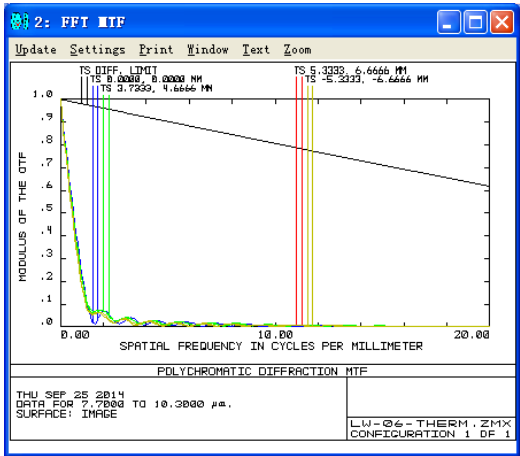 2: FFT MTF
Update Settings Print Window Text Zoom
TS DIFF. LIMIT
TS 0.0000, 0.0000 MM
TS 3.7333, 4.6666 MM
TS 5.3333, 6.6666 MM
TS -5.3333, -6.6666 MM
1.0
.9
.8
.7
.6
.5
.4
.3
.2
.1
.0
MODULUS OF THE OTF
0.00 10.00 20.00
SPATIAL FREQUENCY IN CYCLES PER MILLIMETER
POLYCHROMATIC DIFFRACTION MTF
THU SEP 25 2014
DATA FOR 7.7000 TO 10.3000 µm.
SURFACE: IMAGE
LW-06-THERM.ZMX
CONFIGURATION 1 OF 1